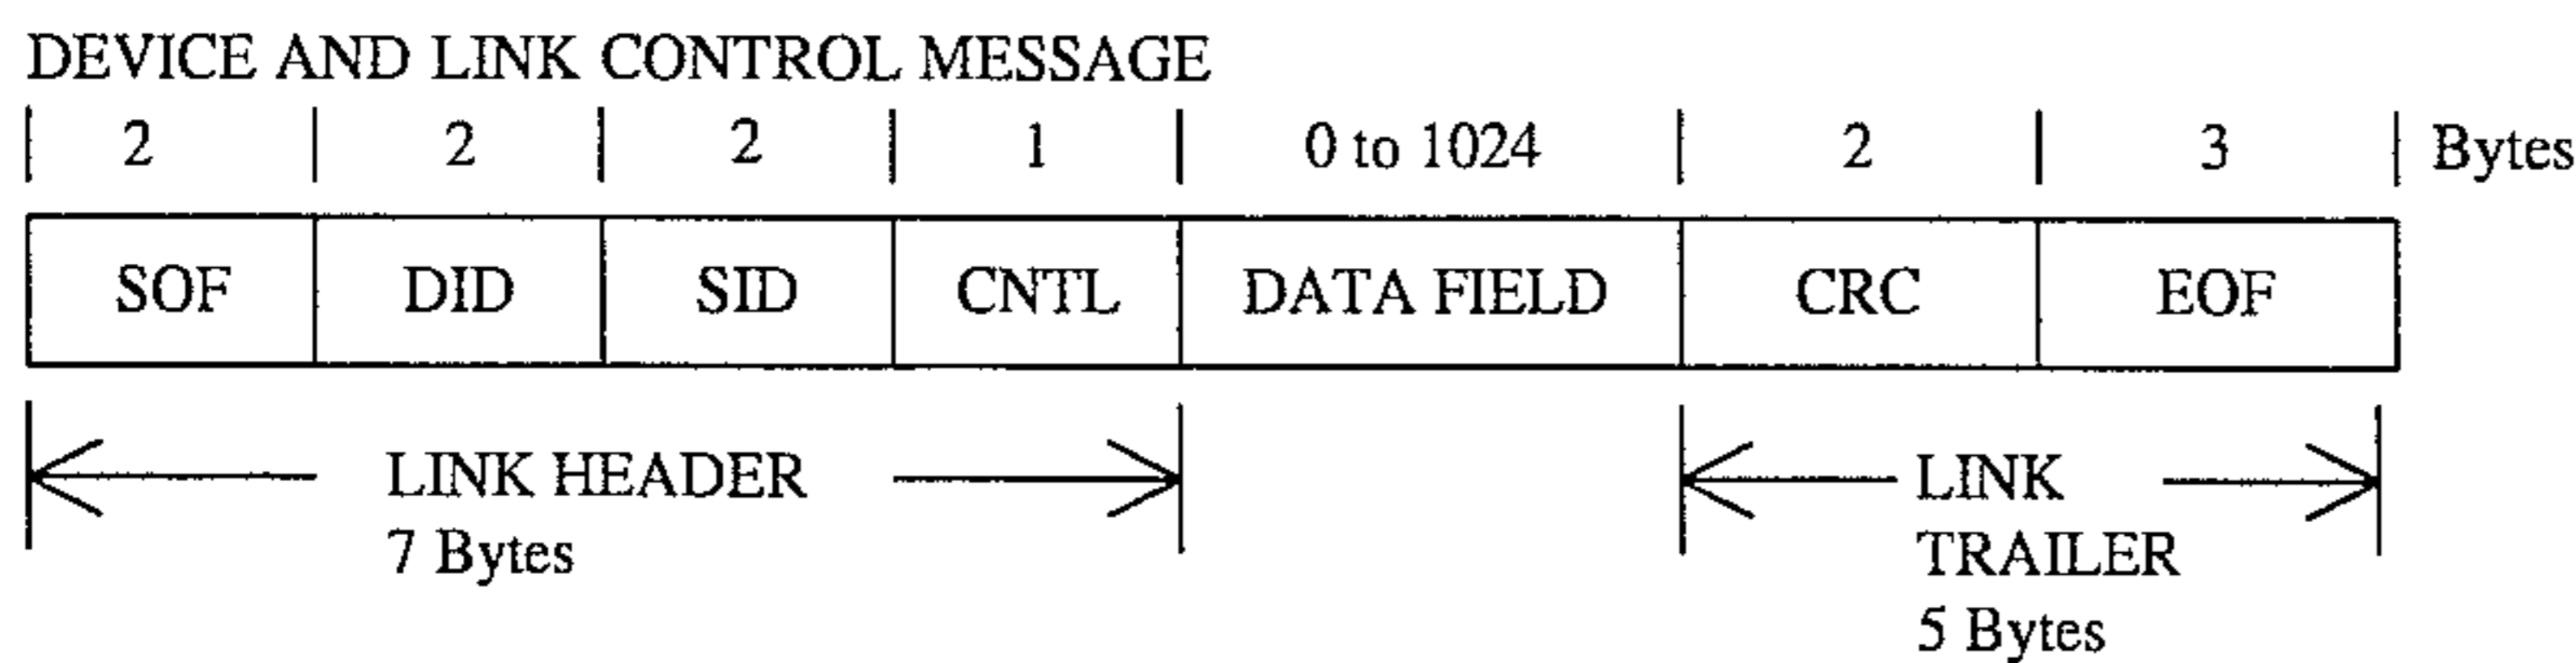 DEVICE AND LINK CONTROL MESSAGE
2 2 2 1 0 to 1024 2 3 Bytes
SOF DID SID CNTL DATA FIELD CRC EOF
LINK HEADER LINK
7 Bytes TRAILER
5 Bytes